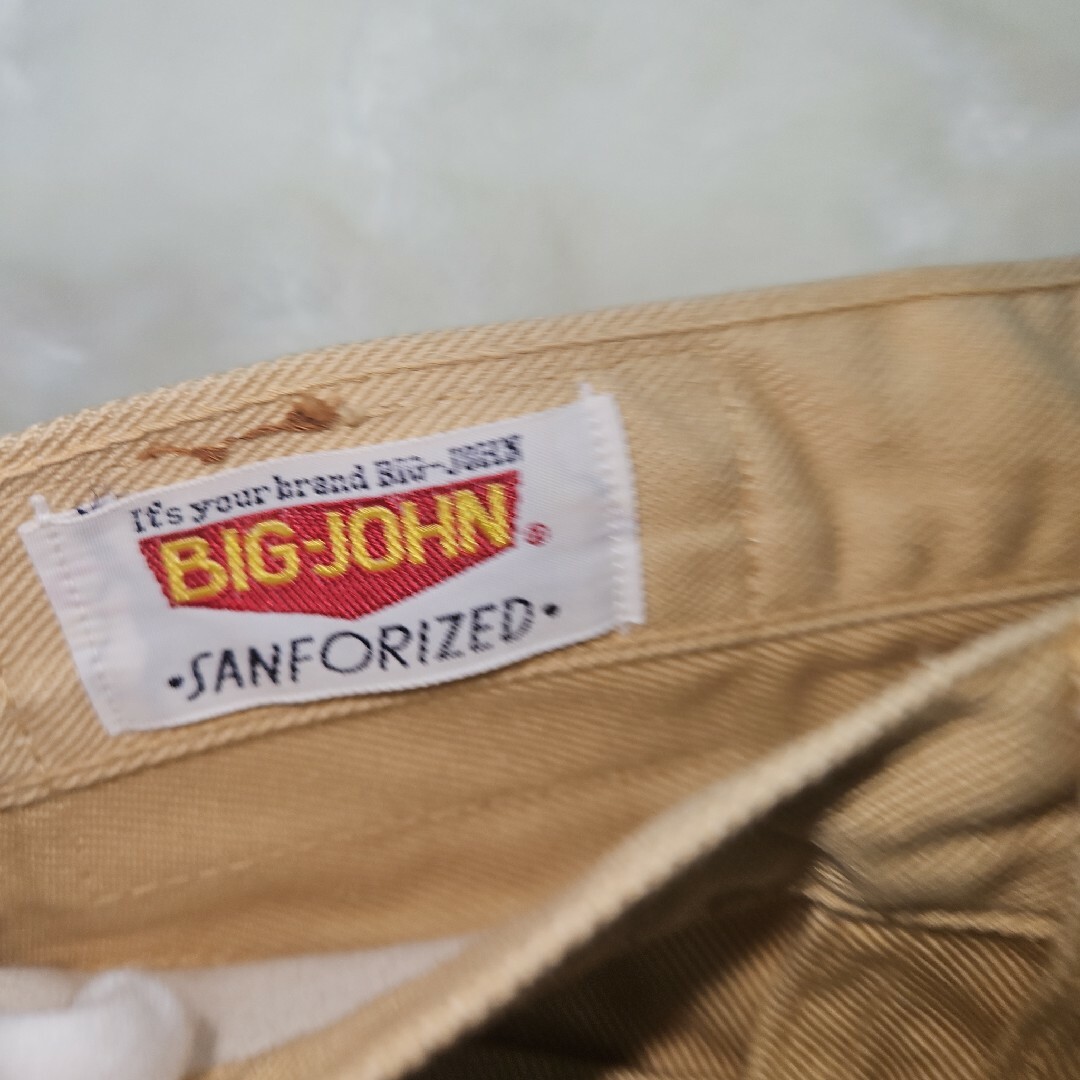 It's your brand BIG-JOHN
BIG-JOHN®
•SANFORIZED•